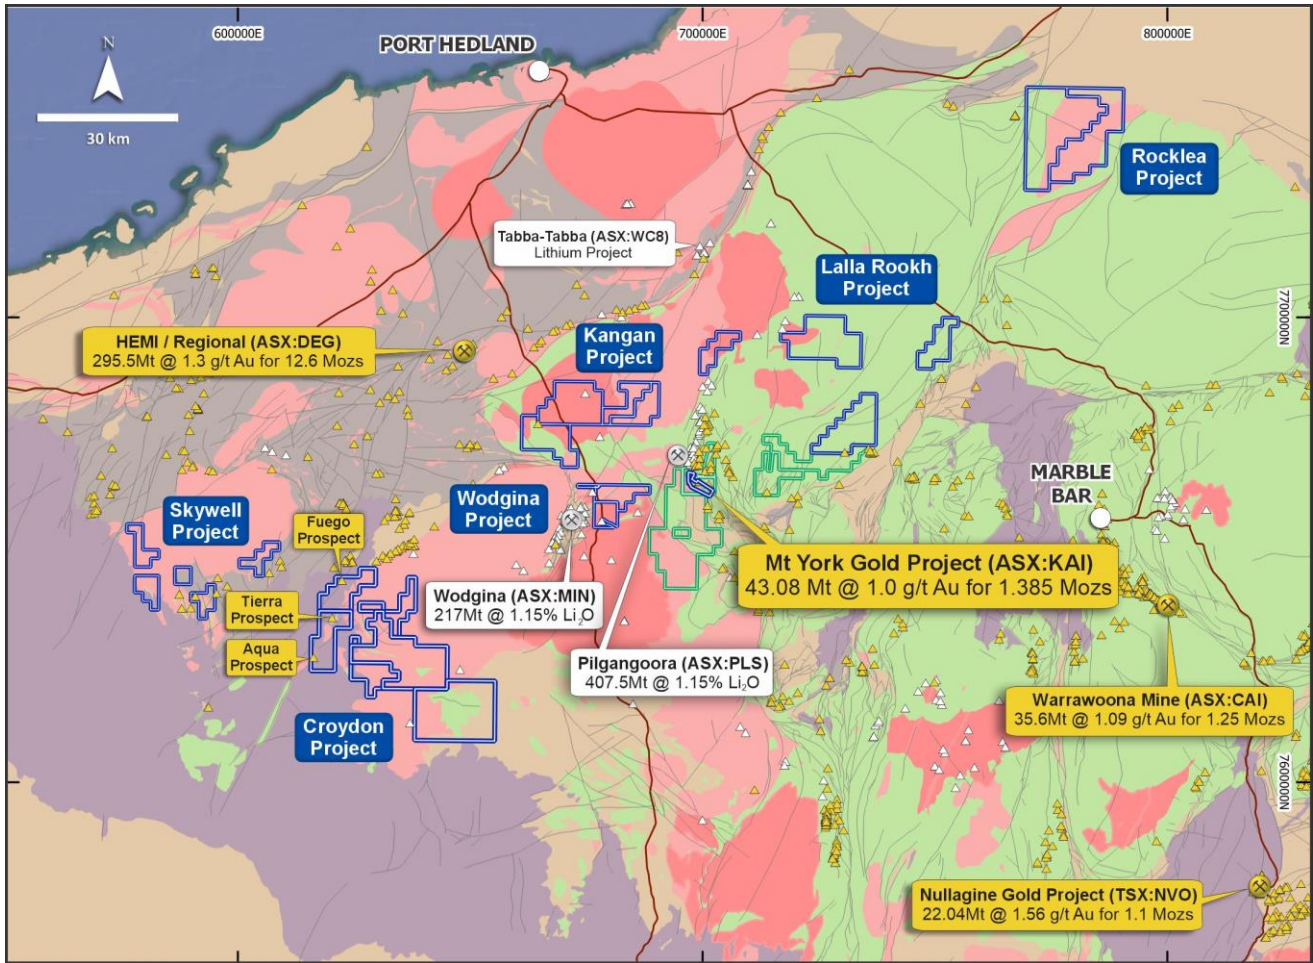 600000E
700000E
800000E
PORT HEDLAND
N
30 km
Rocklea
Project
Tabba-Tabba (ASX:WC8)
Lithium Project
Lalla Rookh
Project
7700000N
HEMI / Regional (ASX:DEG)
295.5Mt @ 1.3 g/t Au for 12.6 Mozs
Kangan
Project
MARBLE
BAR
Skywell
Project
Wodgina
Project
Fuego
Prospect
Mt York Gold Project (ASX:KAI)
43.08 Mt @ 1.0 g/t Au for 1.385 Mozs
Tierra
Prospect
Wodgina (ASX:MIN)
217Mt @ 1.15% Li₂O
Aqua
Prospect
Pilgangoora (ASX:PLS)
407.5Mt @ 1.15% Li₂O
Warrawoona Mine (ASX:CAI)
35.6Mt @ 1.09 g/t Au for 1.25 Mozs
Croydon
Project
7600000N
Nullagine Gold Project (TSX:NVO)
22.04Mt @ 1.56 g/t Au for 1.1 Mozs